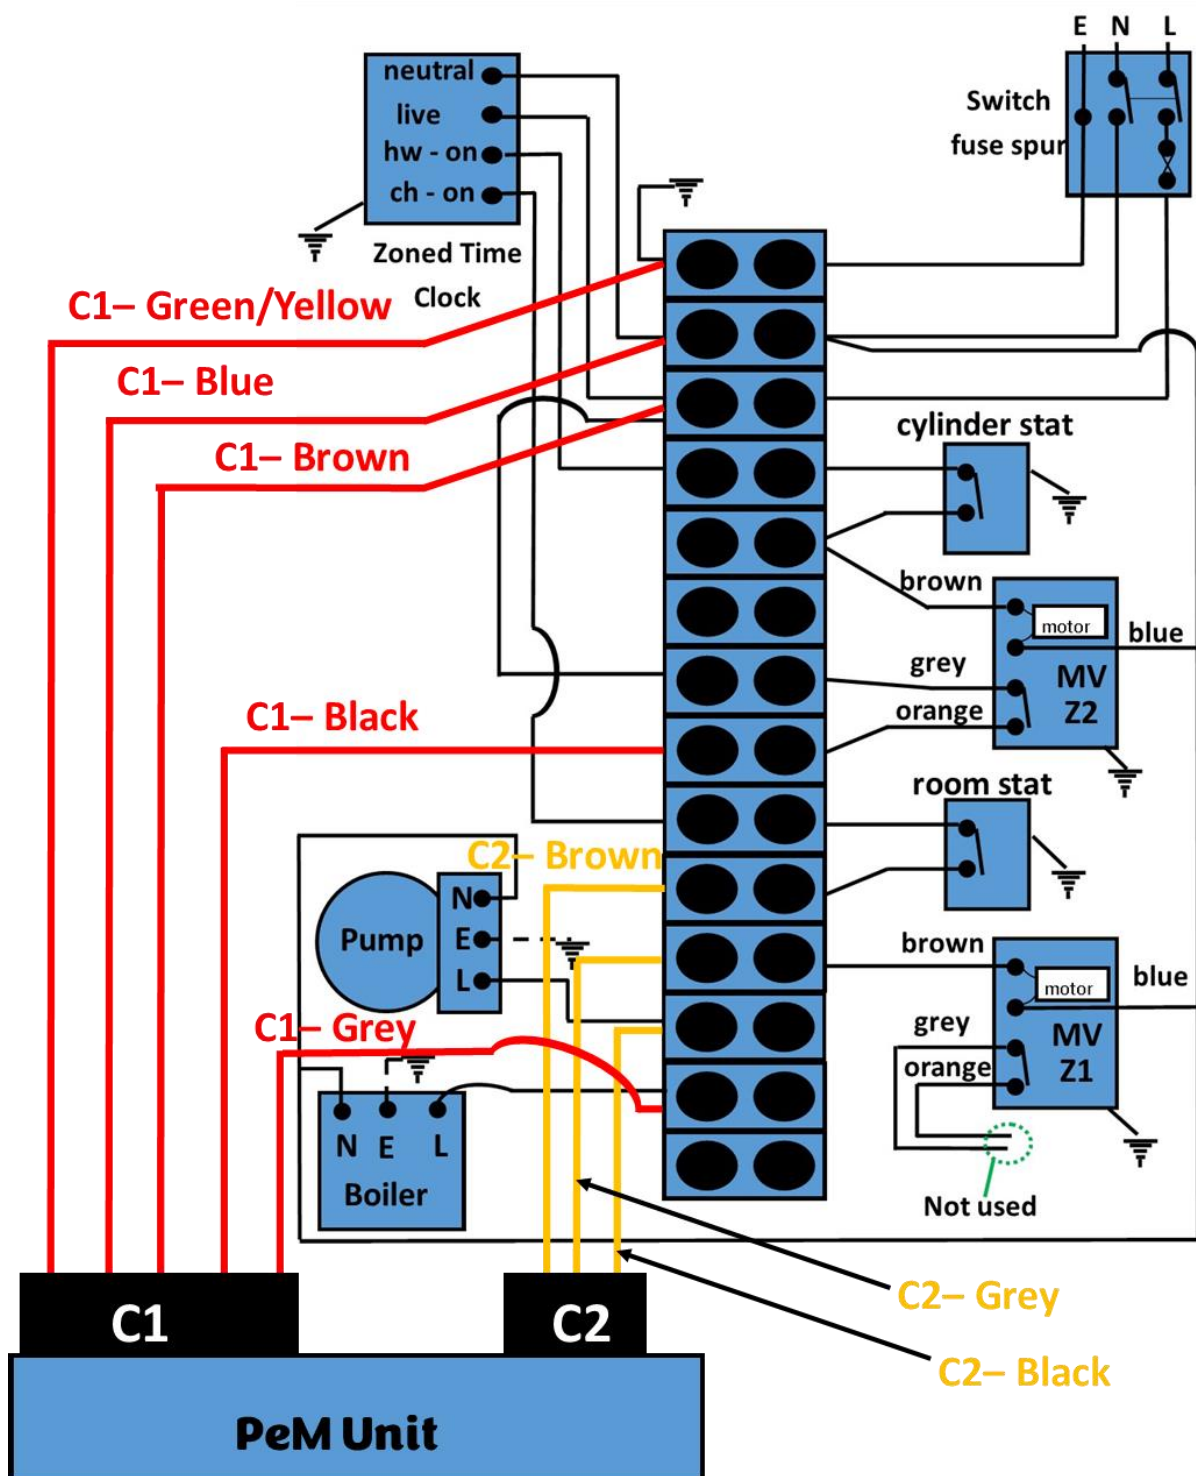 E N L
neutral
live
hw - on
ch - on
Switch
fuse spur
Zoned Time
Clock
C1– Green/Yellow
C1– Blue
C1– Brown
cylinder stat
brown
motor
blue
grey
MV
Z2
orange
C1– Black
room stat
C2– Brown
N
Pump
E
L
brown
motor
blue
C1– Grey
grey
MV
Z1
orange
N E L
Boiler
Not used
C2– Grey
C1
C2
C2– Black
PeM Unit